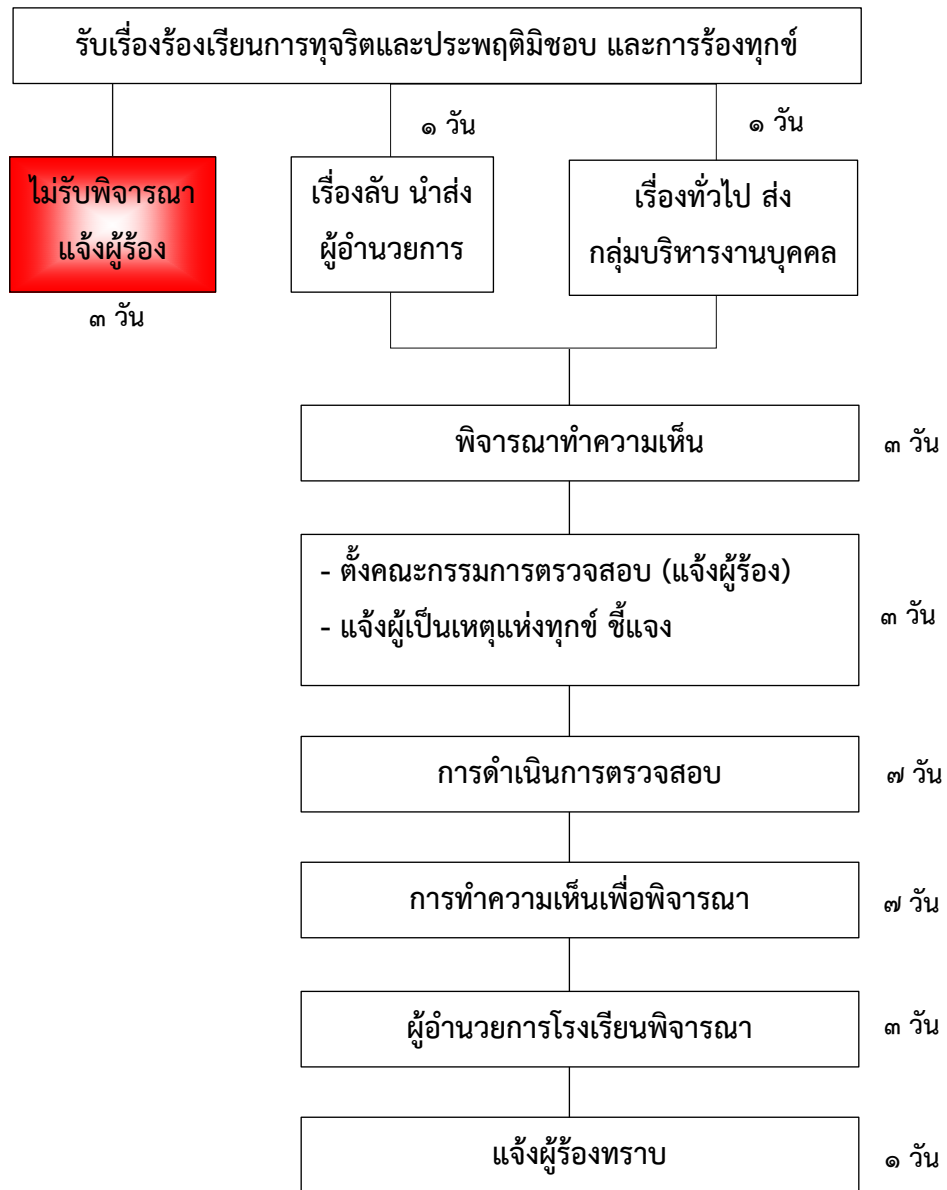 รับเรื่องร้องเรียนการทุจริตและประพฤติมิชอบ และการร้องทุกข์
๑ วัน
๑ วัน
ไม่รับพิจารณา
แจ้งผู้ร้อง
๓ วัน
เรื่องลับ นำส่ง
ผู้อำนวยการ
เรื่องทั่วไป ส่ง
กลุ่มบริหารงานบุคคล
พิจารณาทำความเห็น
๓ วัน
- ตั้งคณะกรรมการตรวจสอบ (แจ้งผู้ร้อง)
- แจ้งผู้เป็นเหตุแห่งทุกข์ ชี้แจง
๓ วัน
การดำเนินการตรวจสอบ
๗ วัน
การทำความเห็นเพื่อพิจารณา
๗ วัน
ผู้อำนวยการโรงเรียนพิจารณา
๓ วัน
แจ้งผู้ร้องทราบ
๑ วัน